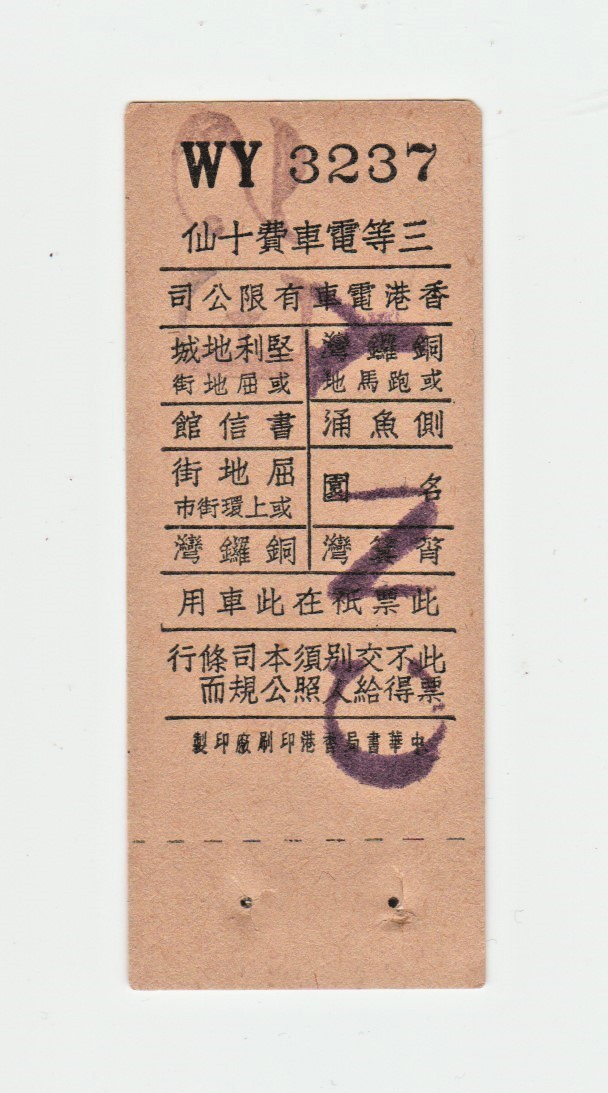 WY 3237
三等電車費十仙
香港電車有限公司
銅鑼灣
或跑馬地
堅利地城
或屈地街
側魚涌
書信館
名園
屈地街
或上環街市
筲箕灣
銅鑼灣
此票祇在此車用
此票不得交給別人須照本公司規條而行
中華書局香港印刷廠印製